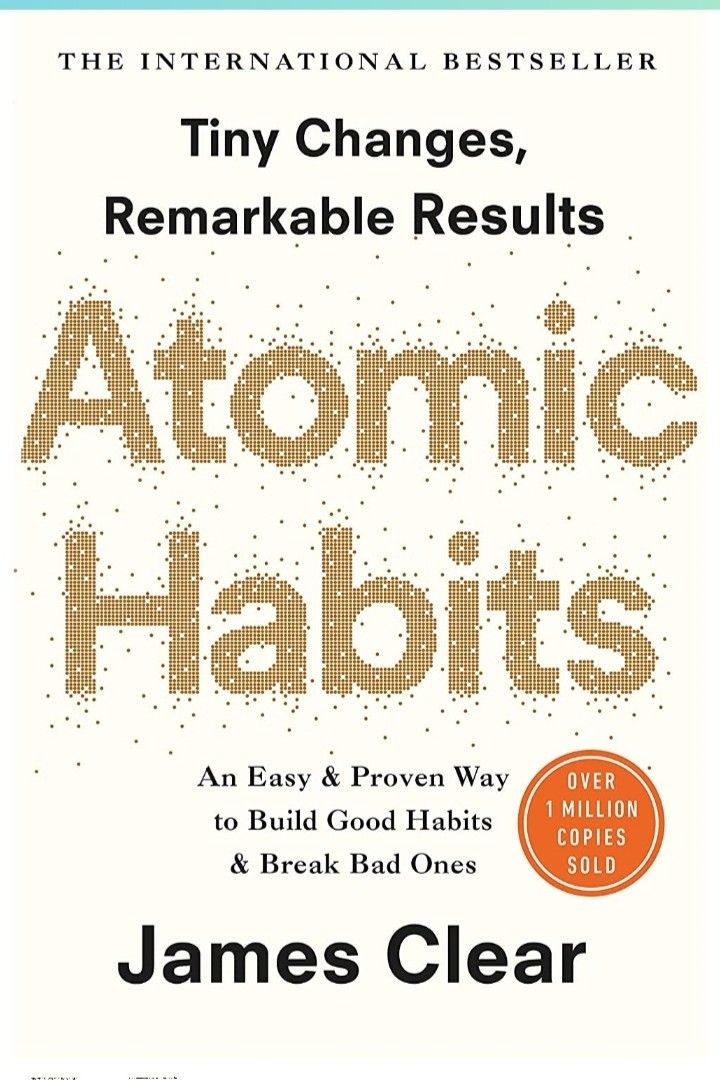 THE INTERNATIONAL BESTSELLER
Tiny Changes,
Remarkable Results
Atomic
Habits
An Easy & Proven Way
to Build Good Habits
& Break Bad Ones
OVER
1 MILLION
COPIES
SOLD
James Clear